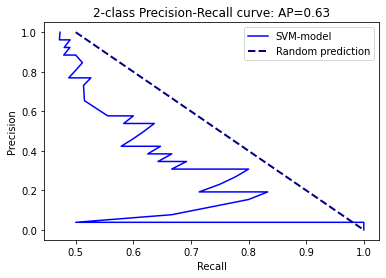 2-class Precision-Recall curve: AP=0.63
SVM-model
Random prediction
1.0
0.8
0.6
0.4
0.2
0.0
Precision
0.5
0.6
0.7
0.8
0.9
1.0
Recall